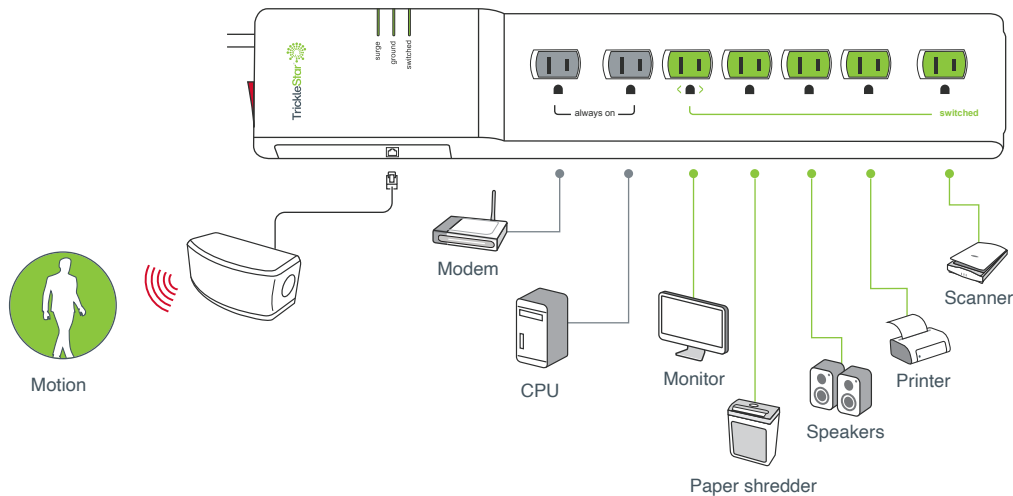 TrickleStar
surge
ground
switched
always on
switched
Modem
Scanner
Motion
CPU
Monitor
Printer
Speakers
Paper shredder